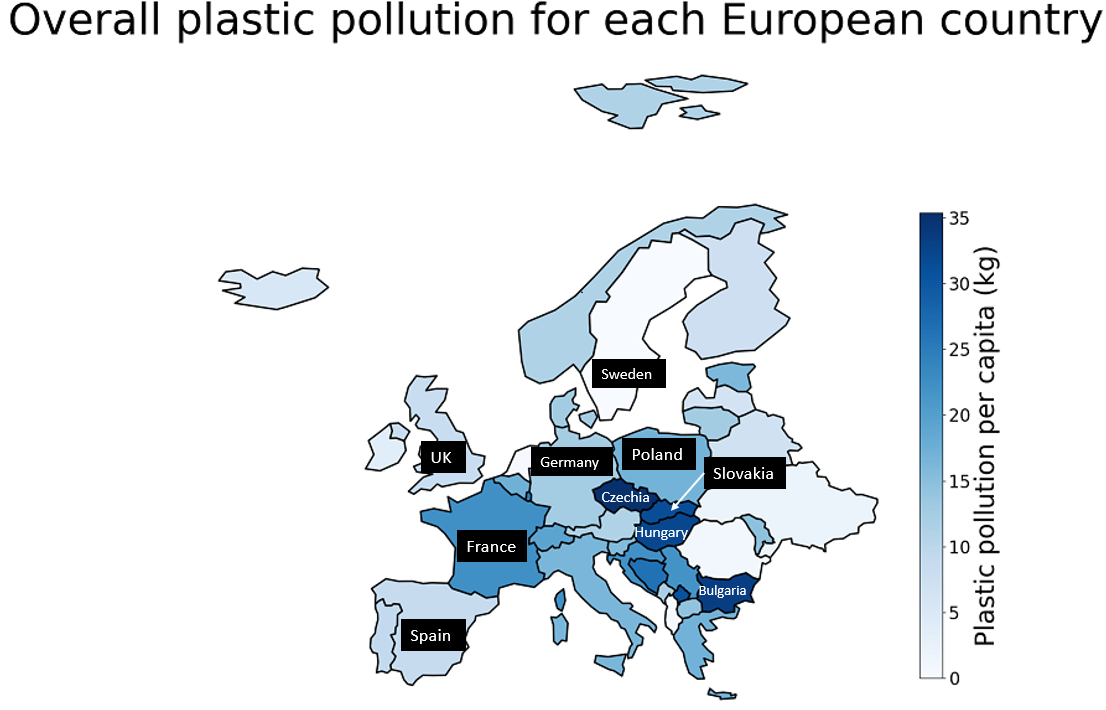 Overall plastic pollution for each European country
Sweden
UK
Germany
Poland
Slovakia
Czechia
Hungary
France
Bulgaria
Spain
35
30
25
20
15
10
5
0
Plastic pollution per capita (kg)